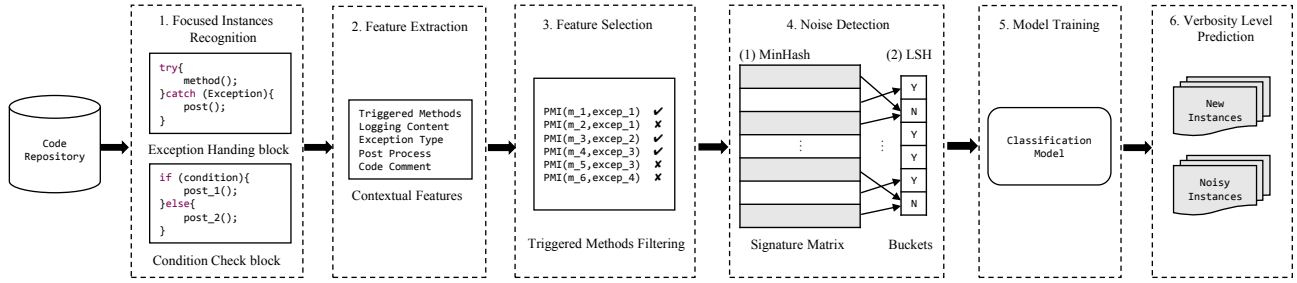 Code
Repository
1. Focused Instances
Recognition
try{
method();
}catch (Exception){
post();
}
Exception Handing block
if (condition){
post_1();
}else{
post_2();
}
Condition Check block
2. Feature Extraction
Triggered Methods
Logging Content
Exception Type
Post Process
Code Comment
Contextual Features
3. Feature Selection
PMI(m_1,excep_1) ✔
PMI(m_2,excep_1) ✘
PMI(m_3,excep_2) ✔
PMI(m_4,excep_3) ✔
PMI(m_5,excep_3) ✘
PMI(m_6,excep_4) ✘
Triggered Methods Filtering
4. Noise Detection
(1) MinHash
(2) LSH
Y
N
Y
Y
Y
N
Signature Matrix
Buckets
5. Model Training
Classification
Model
6. Verbosity Level
Prediction
New
Instances
Noisy
Instances